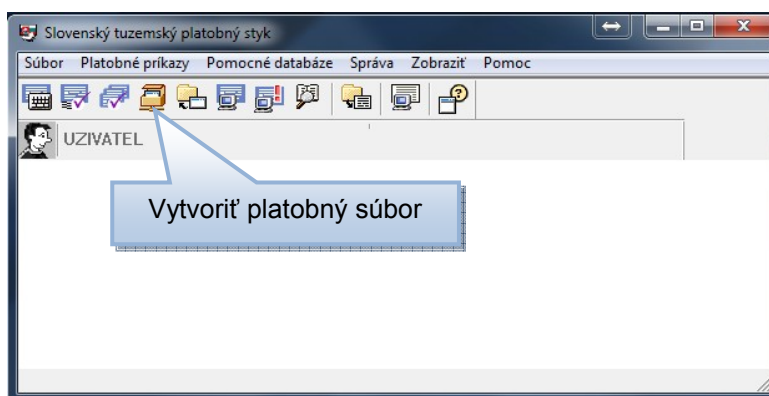 Slovenský tuzemský platobný styk
Súbor Platobné príkazy Pomocné databáze Správa Zobraziť Pomoc
UZIVATEL
Vytvoriť platobný súbor